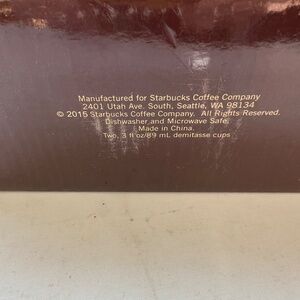 Manufactured for Starbucks Coffee Company
2401 Utah Ave. South, Seattle, WA 98134
© 2015 Starbucks Coffee Company. All Rights Reserved.
Dishwasher and Microwave Safe.
Made in China.
Two, 3 fl oz/89 mL demitasse cups